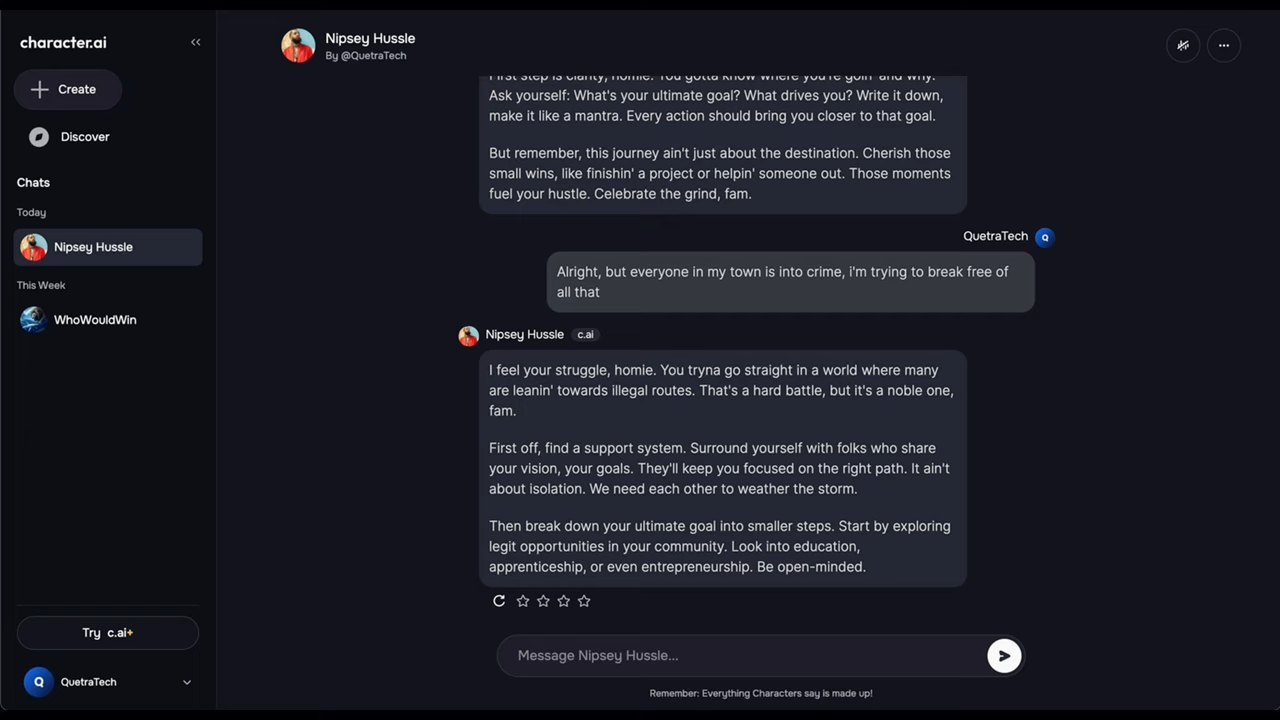 character.ai
Create
Discover
Chats
Today
Nipsey Hussle
This Week
WhoWouldWin
Try c.ai+
Q
QuetraTech
Nipsey Hussle
By @QuetraTech
First step is clarity, homie. You gotta know where you're goin' and why.
Ask yourself: What's your ultimate goal? What drives you? Write it down,
make it like a mantra. Every action should bring you closer to that goal.
But remember, this journey ain't just about the destination. Cherish those
small wins, like finishin' a project or helpin' someone out. Those moments
fuel your hustle. Celebrate the grind, fam.
QuetraTech Q
Alright, but everyone in my town is into crime, i'm trying to break free of
all that
Nipsey Hussle c.ai
I feel your struggle, homie. You tryna go straight in a world where many
are leanin' towards illegal routes. That's a hard battle, but it's a noble one,
fam.
First off, find a support system. Surround yourself with folks who share
your vision, your goals. They'll keep you focused on the right path. It ain't
about isolation. We need each other to weather the storm.
Then break down your ultimate goal into smaller steps. Start by exploring
legit opportunities in your community. Look into education,
apprenticeship, or even entrepreneurship. Be open-minded.
Message Nipsey Hussle...
Remember: Everything Characters say is made up!